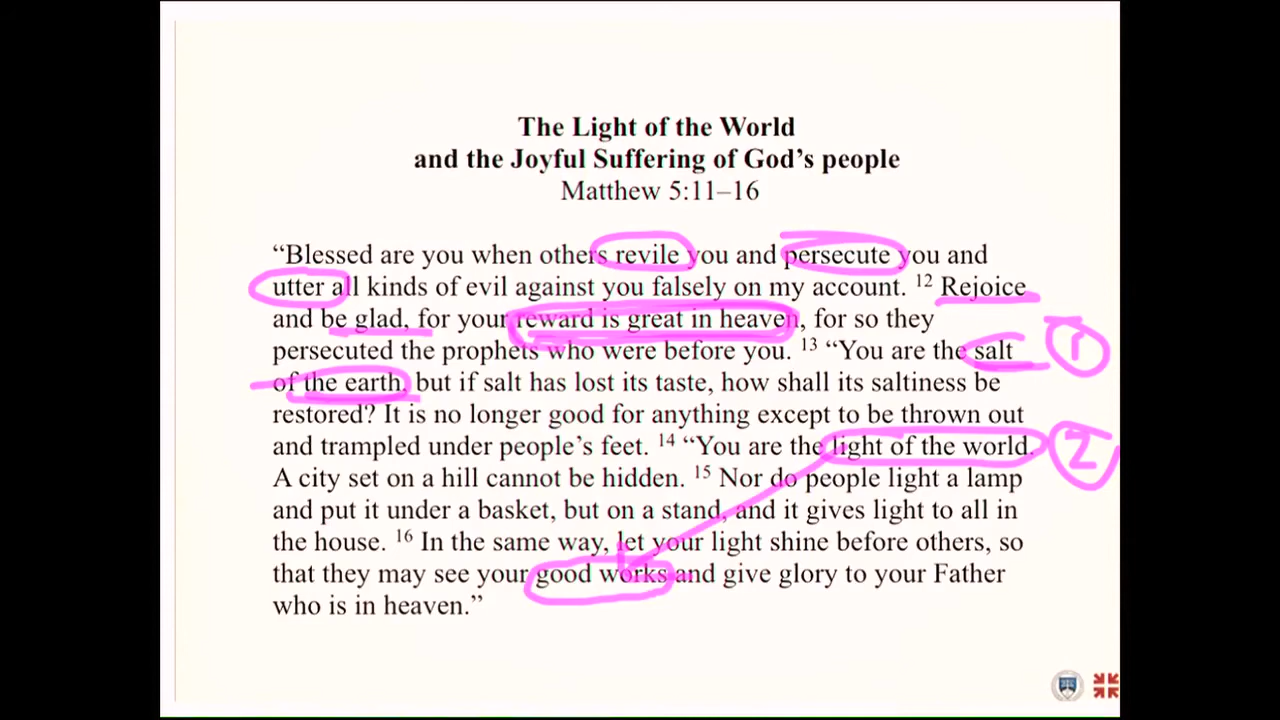 The Light of the World
and the Joyful Suffering of God's people
Matthew 5:11–16
“Blessed are you when others revile you and persecute you and
utter all kinds of evil against you falsely on my account. 12 Rejoice
and be glad, for your reward is great in heaven, for so they
persecuted the prophets who were before you. 13 “You are the salt
of the earth, but if salt has lost its taste, how shall its saltiness be
restored? It is no longer good for anything except to be thrown out
and trampled under people’s feet. 14 “You are the light of the world.
A city set on a hill cannot be hidden. 15 Nor do people light a lamp
and put it under a basket, but on a stand, and it gives light to all in
the house. 16 In the same way, let your light shine before others, so
that they may see your good works and give glory to your Father
who is in heaven.”
1
2